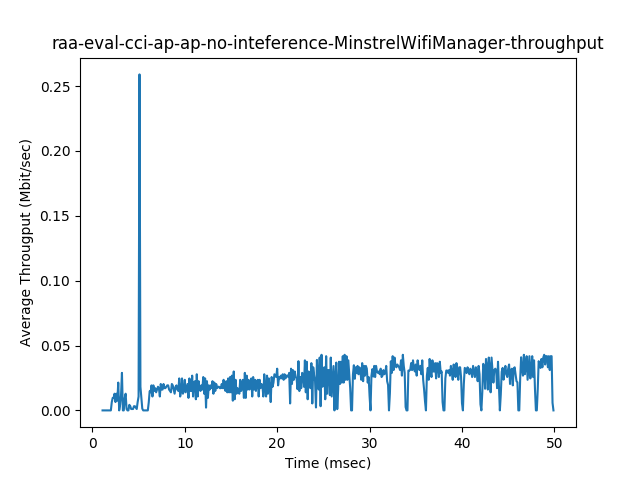 raa-eval-cci-ap-ap-no-inteference-MinstrelWifiManager-throughput
Average Througput (Mbit/sec)
0.25
0.20
0.15
0.10
0.05
0.00
0 10 20 30 40 50
Time (msec)